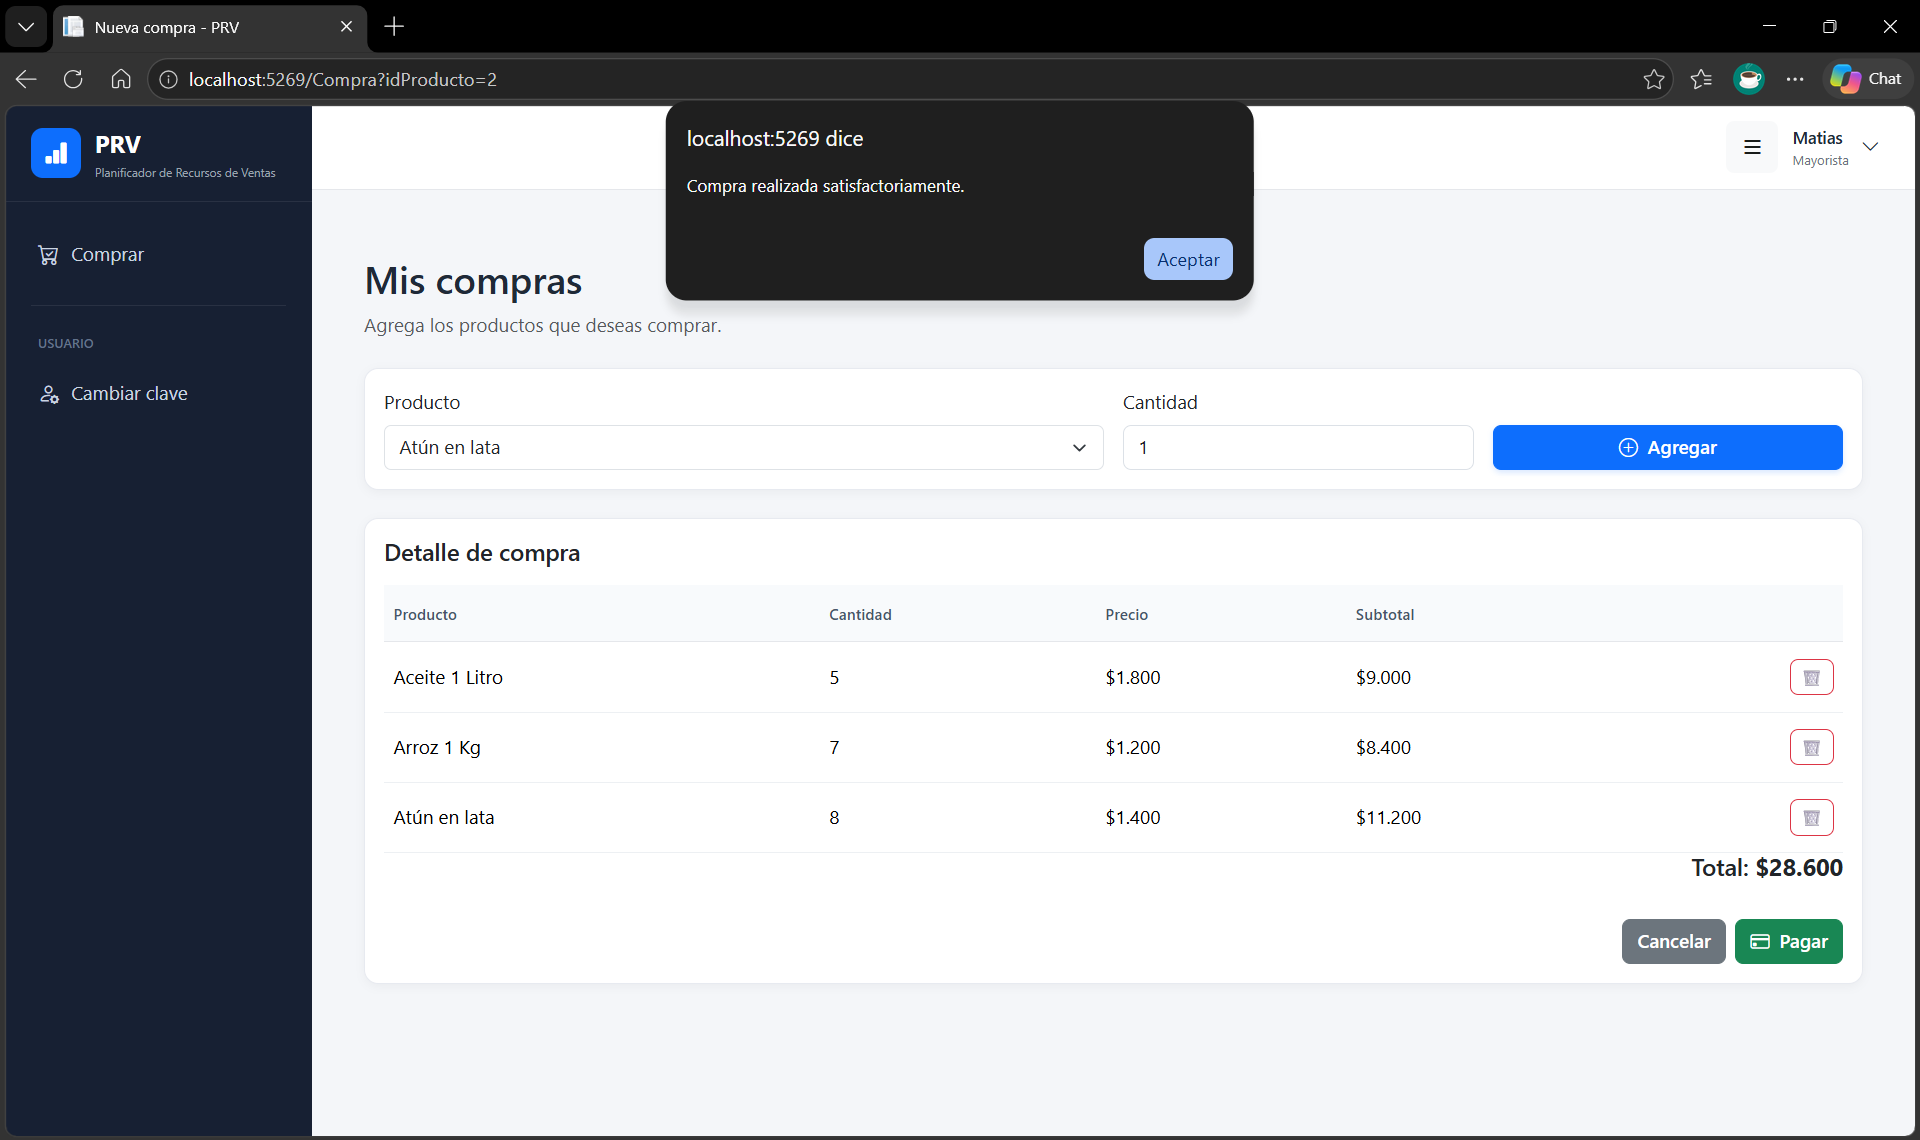 Nueva compra - PRV
localhost:5269/Compra?idProducto=2
Chat
localhost:5269 dice
Compra realizada satisfactoriamente.
Aceptar
PRV
Planificador de Recursos de Ventas
Matias
Mayorista
Comprar
USUARIO
Cambiar clave
Mis compras
Agrega los productos que deseas comprar.
Producto
Cantidad
Atún en lata
1
Agregar
Detalle de compra
Producto Cantidad Precio Subtotal
Aceite 1 Litro 5 $1.800 $9.000
Arroz 1 Kg 7 $1.200 $8.400
Atún en lata 8 $1.400 $11.200
Total: $28.600
Cancelar
Pagar